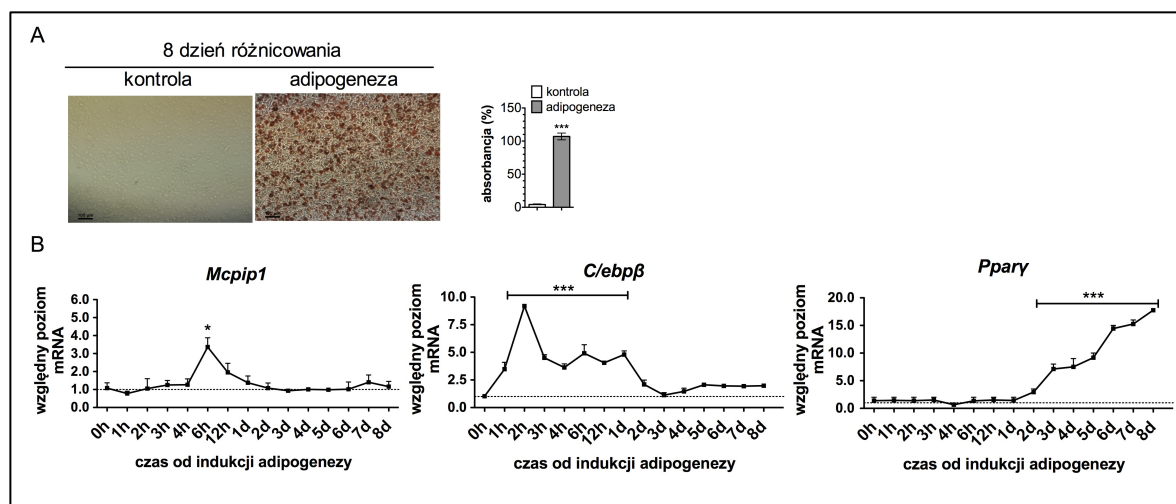 A
8 dzień różnicowania
kontrola adipogeneza
kontrola
adipogeneza
absorbancja (%)
150
100
50
0
***
B
Mcpip1
względny poziom
mRNA
6.0
5.0
4.0
3.0
2.0
1.0
0.0
*
0h 1h 2h 3h 4h 6h 12h 1d 2d 3d 4d 5d 6d 7d 8d
czas od indukcji adipogenezy
C/ebpβ
względny poziom
mRNA
10.0
7.5
5.0
2.5
0.0
***
0h 1h 2h 3h 4h 6h 12h 1d 2d 3d 4d 5d 6d 7d 8d
czas od indukcji adipogenezy
Pparγ
względny poziom
mRNA
20.0
15.0
10.0
5.0
0.0
***
0h 1h 2h 3h 4h 6h 12h 1d 2d 3d 4d 5d 6d 7d 8d
czas od indukcji adipogenezy